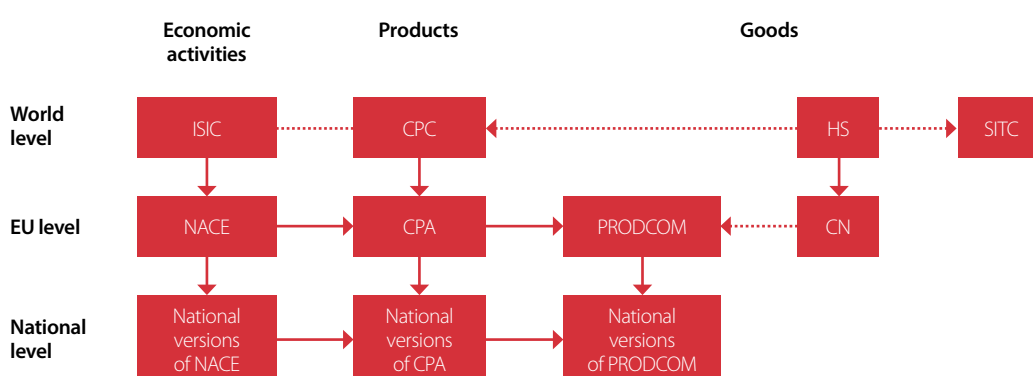 Economic
activities
Products
Goods
World
level
ISIC
CPC
HS
SITC
EU level
NACE
CPA
PRODCOM
CN
National
level
National
versions
of NACE
National
versions
of CPA
National
versions
of PRODCOM